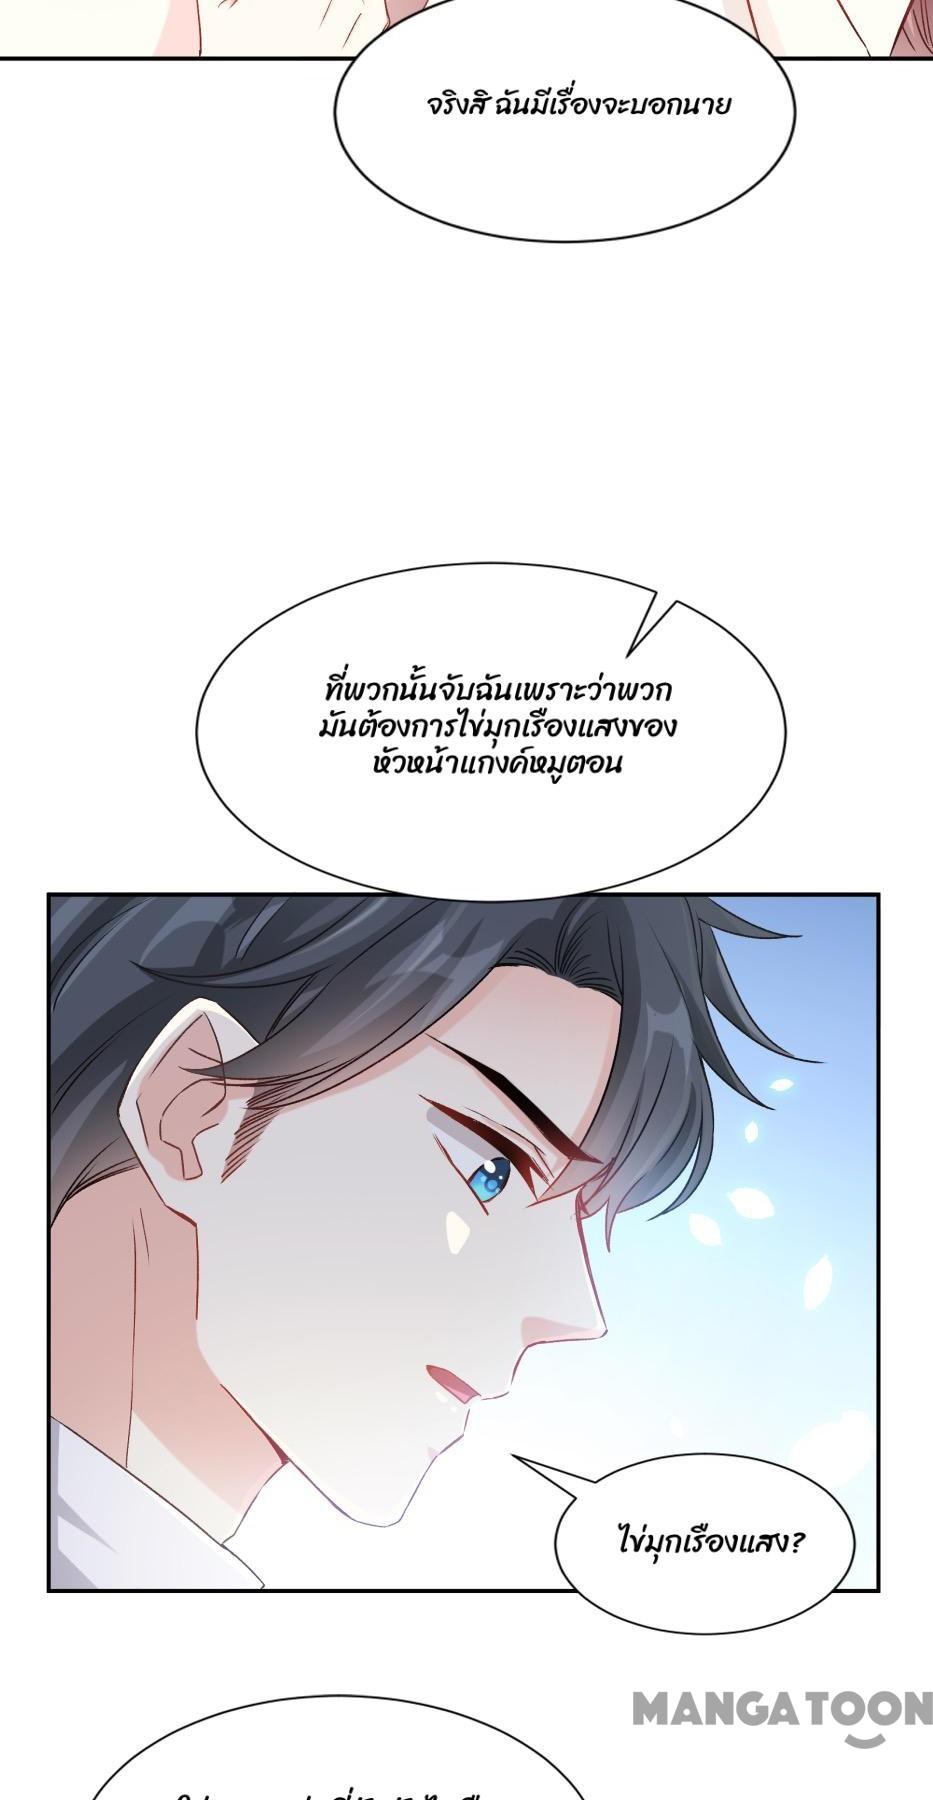 จริงสิ ฉันมีเรื่องจะบอกนาย
ที่พวกนั้นจับฉันเพราะว่าพวก
มันต้องการไข่มุกเรืองแสงของ
หัวหน้าแกงค์หมูตอน
ไข่มุกเรืองแสง?
MANGATOON